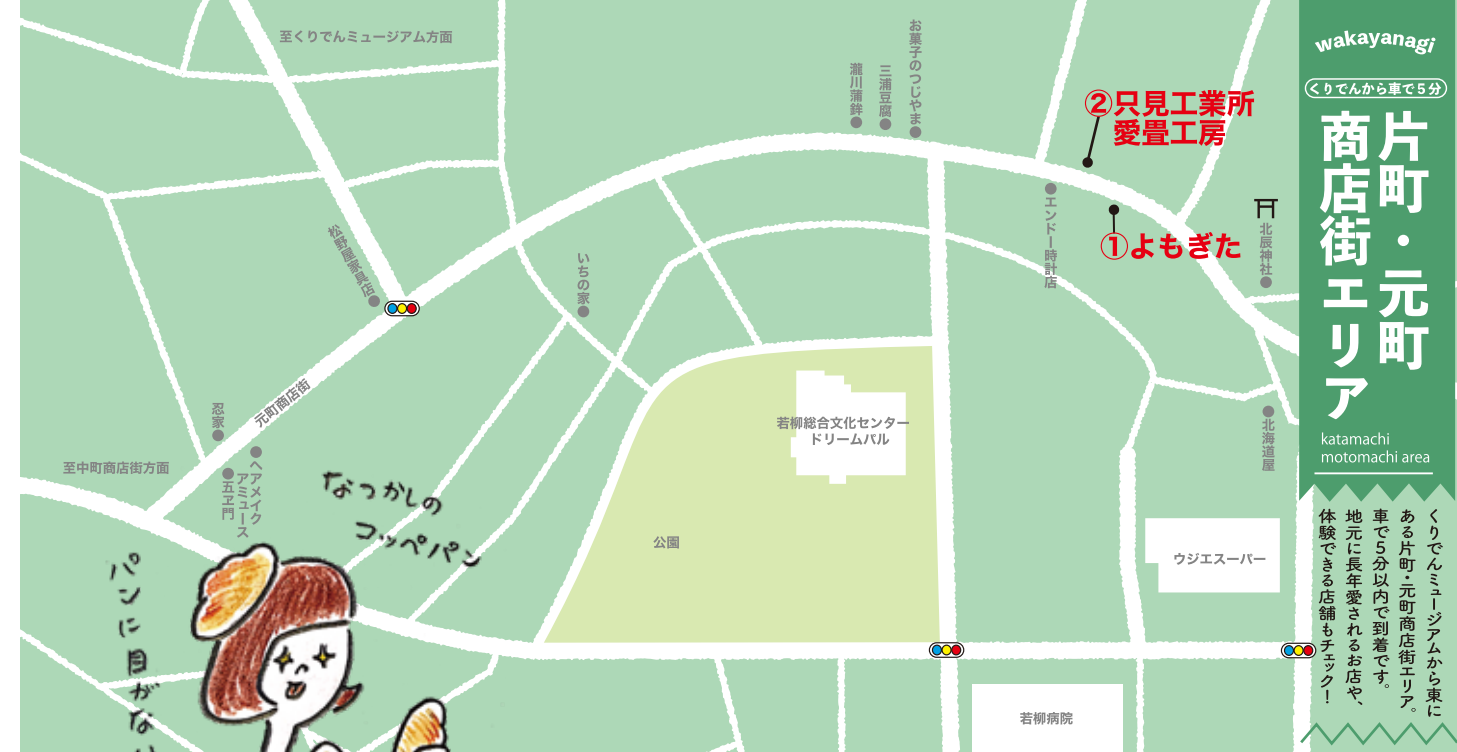 至くりでんミュージアム方面
お菓子のつじやま
三浦豆腐
瀧川蒲鉾
②只見工業所
愛畳工房
①よもぎた
エンドー時計店
北辰神社
松野屋家具店
いちの家
元町商店街
忍家
至中町商店街方面
ヘアメイク
アミューズ
五ヱ門
若柳総合文化センター
ドリームパル
公園
北海道屋
ウジエスーパー
若柳病院
なつかしの
コッペパン
パンに目がない
wakayanagi
くりでんから車で5分
片町・元町
商店街エリア
katamachi
motomachi area
くりでんミュージアムから東に
ある片町・元町商店街エリア。
車で5分以内で到着です。
地元に長年愛されるお店や、
体験できる店舗もチェック!